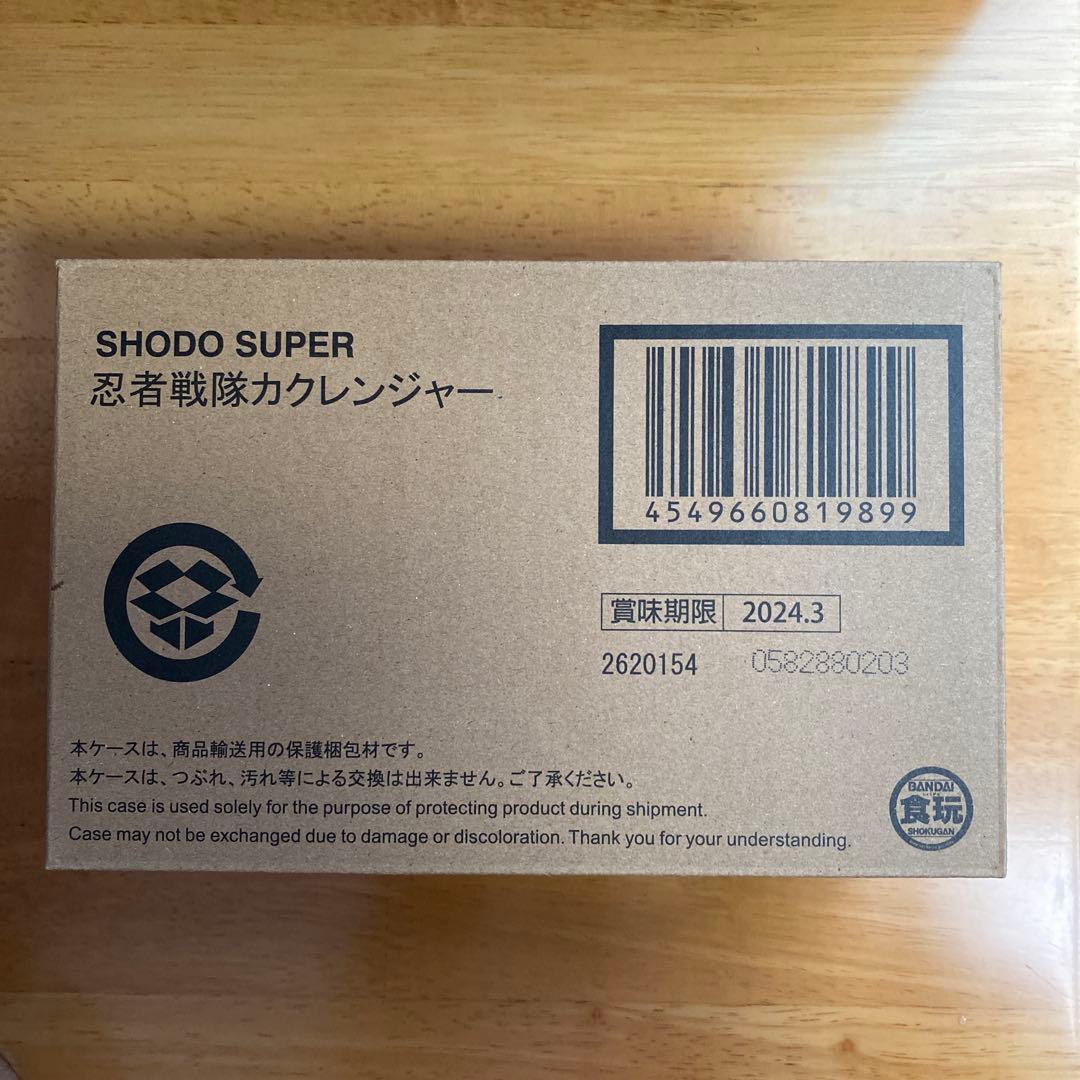 SHODO SUPER
忍者戦隊カクレンジャー
4549660819899
賞味期限 2024.3
2620154 0582880203
本ケースは、商品輸送用の保護梱包材です。
本ケースは、つぶれ、汚れ等による交換は出来ません。ご了承ください。
This case is used solely for the purpose of protecting product during shipment.
Case may not be exchanged due to damage or discoloration. Thank you for your understanding.
BANDAI
食玩
SHOKUGAN